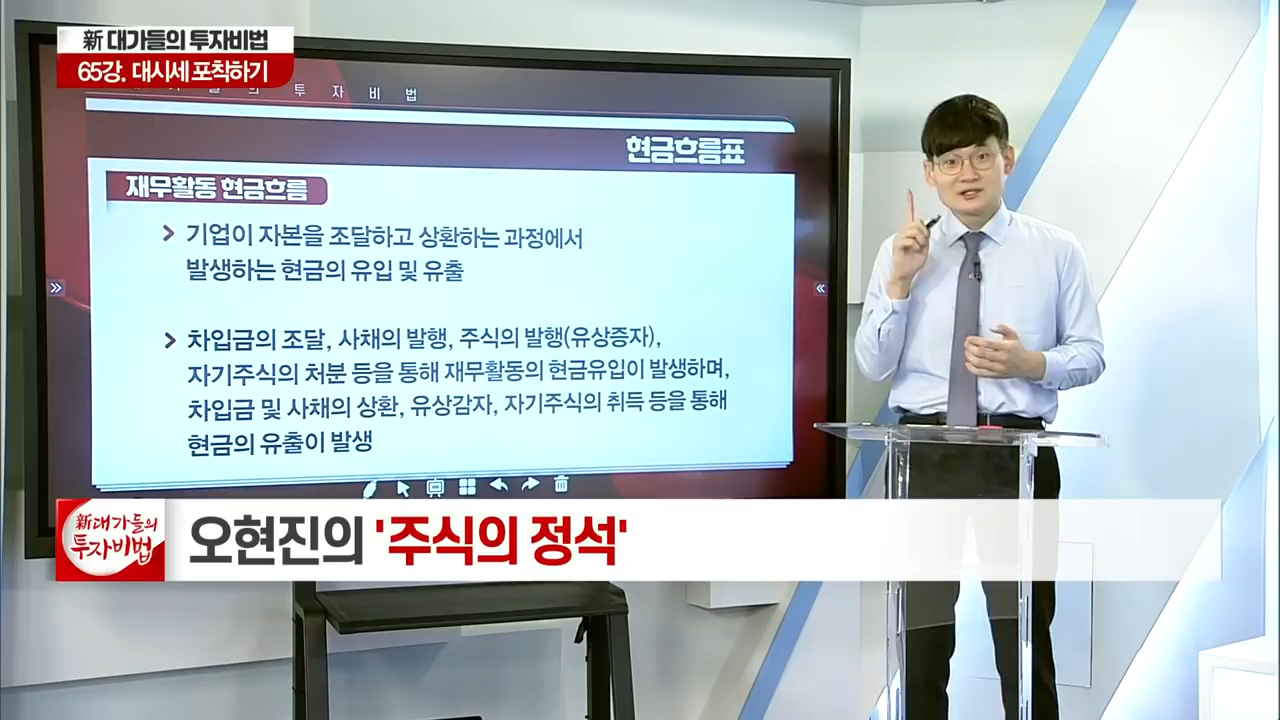 新 대가들의 투자비법
65강. 대시세 포착하기
의 투 자 비 법
현금흐름표
재무활동 현금흐름
> 기업이 자본을 조달하고 상환하는 과정에서
발생하는 현금의 유입 및 유출
> 차입금의 조달, 사채의 발행, 주식의 발행(유상증자),
자기주식의 처분 등을 통해 재무활동의 현금유입이 발생하며,
차입금 및 사채의 상환, 유상감자, 자기주식의 취득 등을 통해
현금의 유출이 발생
新대가들의
투자비법
오현진의 '주식의 정석'